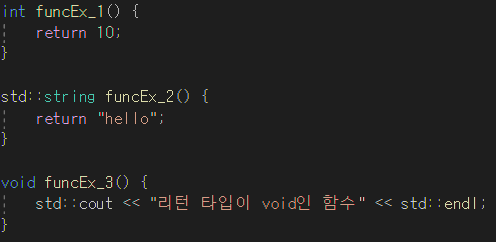 int funcEx_1() {
    return 10;
}

std::string funcEx_2() {
    return "hello";
}

void funcEx_3() {
    std::cout << "리턴 타입이 void인 함수" << std::endl;
}